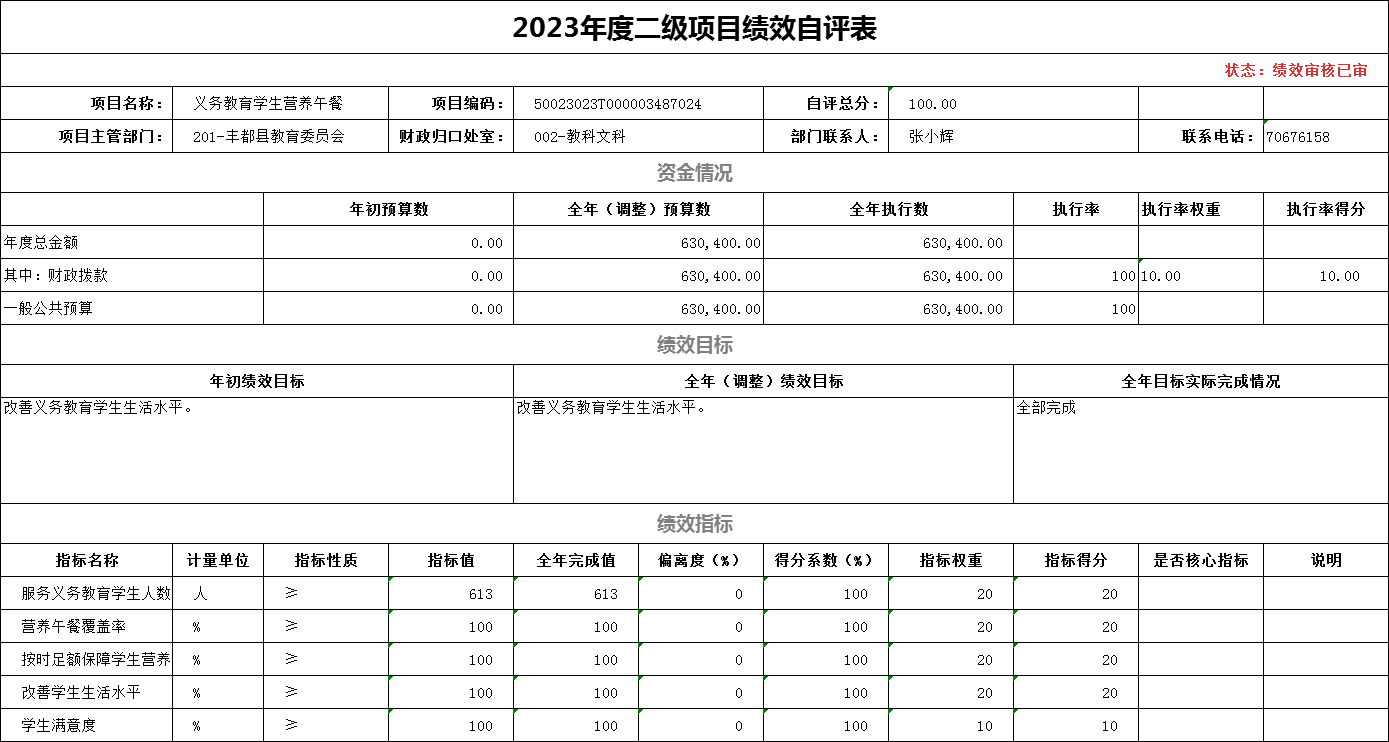 2023年度二级项目绩效自评表
状态：绩效审核已审
项目名称： 义务教育学生营养午餐 项目编码： 50023023T000003487024 自评总分： 100.00
项目主管部门： 201-丰都县教育委员会 财政归口处室： 002-教科文科 部门联系人： 张小辉 联系电话： 70676158
资金情况
年初预算数 全年（调整）预算数 全年执行数 执行率 执行率权重 执行率得分
年度总金额 0.00 630,400.00 630,400.00
其中：财政拨款 0.00 630,400.00 630,400.00 100 10.00 10.00
一般公共预算 0.00 630,400.00 630,400.00 100
绩效目标
年初绩效目标 全年（调整）绩效目标 全年目标实际完成情况
改善义务教育学生生活水平。 改善义务教育学生生活水平。 全部完成
绩效指标
指标名称 计量单位 指标性质 指标值 全年完成值 偏离度（%） 得分系数（%） 指标权重 指标得分 是否核心指标 说明
服务义务教育学生人数 人 ≥ 613 613 0 100 20 20
营养午餐覆盖率 % ≥ 100 100 0 100 20 20
按时足额保障学生营养 % ≥ 100 100 0 100 20 20
改善学生生活水平 % ≥ 100 100 0 100 20 20
学生满意度 % ≥ 100 100 0 100 10 10